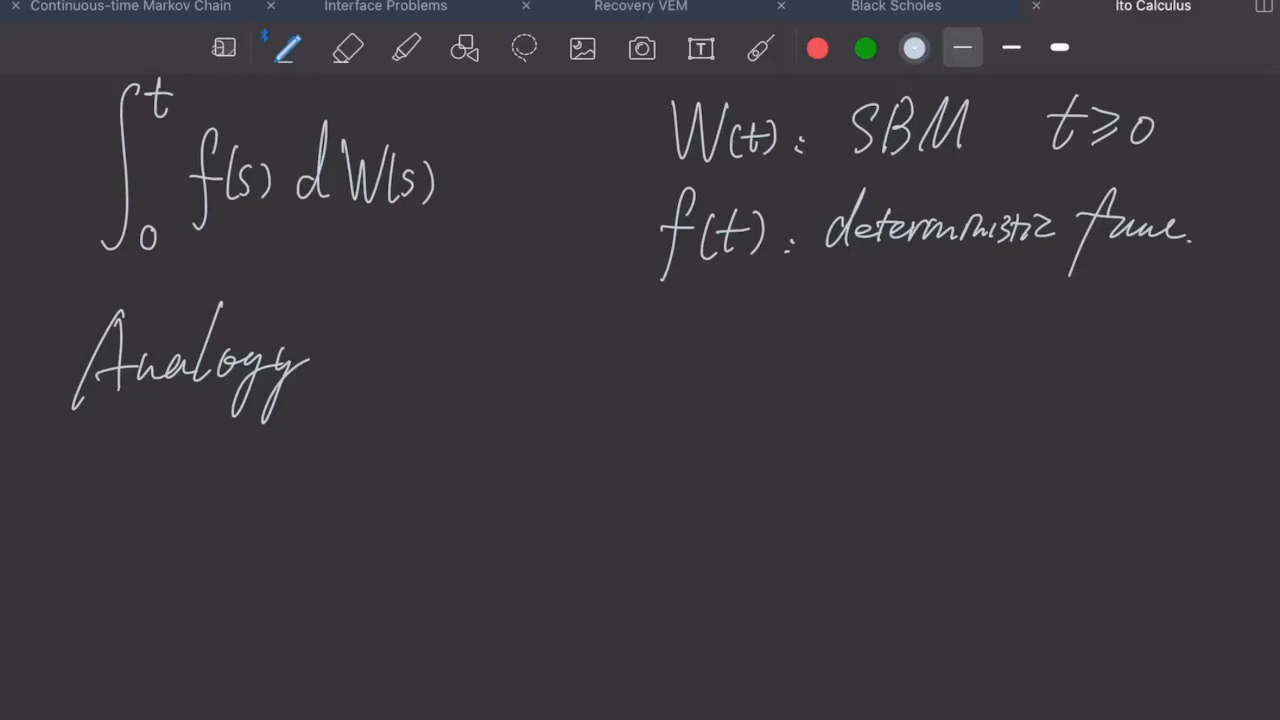 Continuous-time Markov Chain Interface Problems Recovery VEM Black Scholes Ito Calculus
T
∫₀ᵗ f(s) dW(s)
W(t): SBM t ≥ 0
f(t): deterministic func.
Analogy